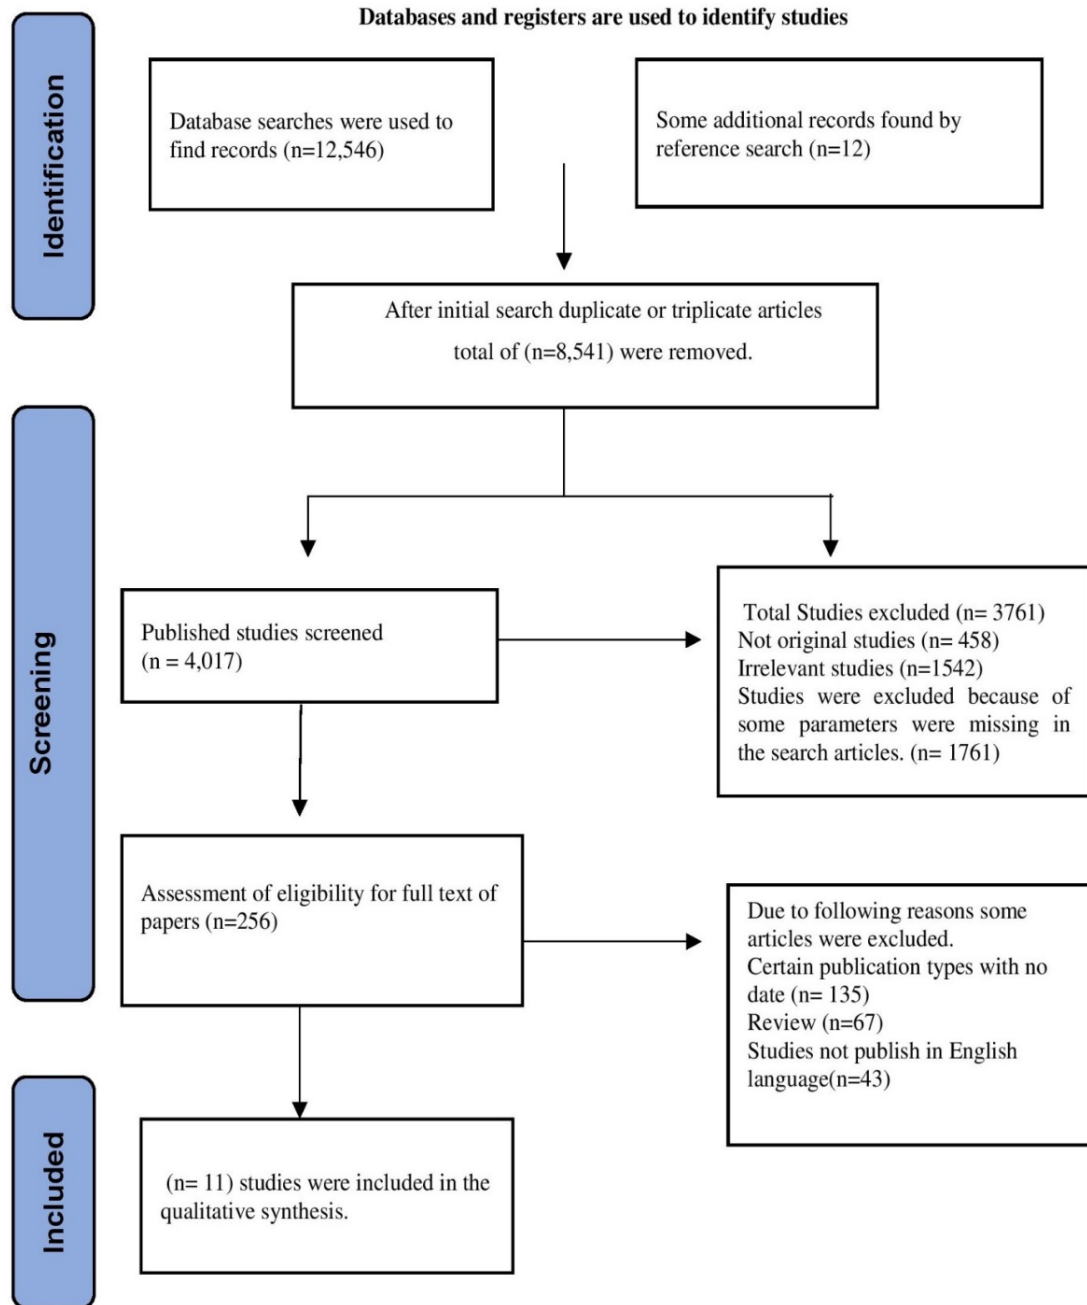 Databases and registers are used to identify studies
Identification
Database searches were used to
find records (n=12,546)
Some additional records found by
reference search (n=12)
After initial search duplicate or triplicate articles
total of (n=8,541) were removed.
Screening
Published studies screened
(n = 4,017)
Total Studies excluded (n= 3761)
Not original studies (n= 458)
Irrelevant studies (n=1542)
Studies were excluded because of
some parameters were missing in
the search articles. (n= 1761)
Assessment of eligibility for full text of
papers (n=256)
Due to following reasons some
articles were excluded.
Certain publication types with no
date (n= 135)
Review (n=67)
Studies not publish in English
language(n=43)
Included
(n= 11) studies were included in the
qualitative synthesis.